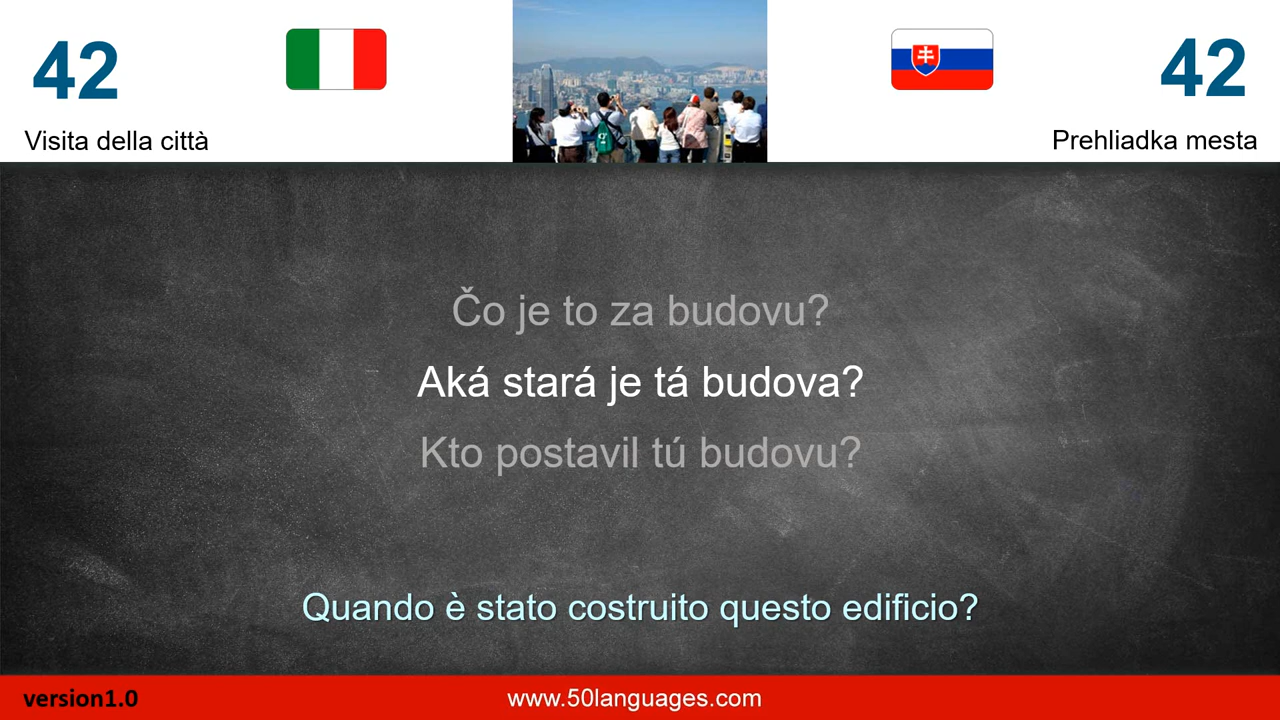 42
42
Visita della città
Prehliadka mesta
Čo je to za budovu?
Aká stará je tá budova?
Kto postavil tú budovu?
Quando è stato costruito questo edificio?
version1.0
www.50languages.com